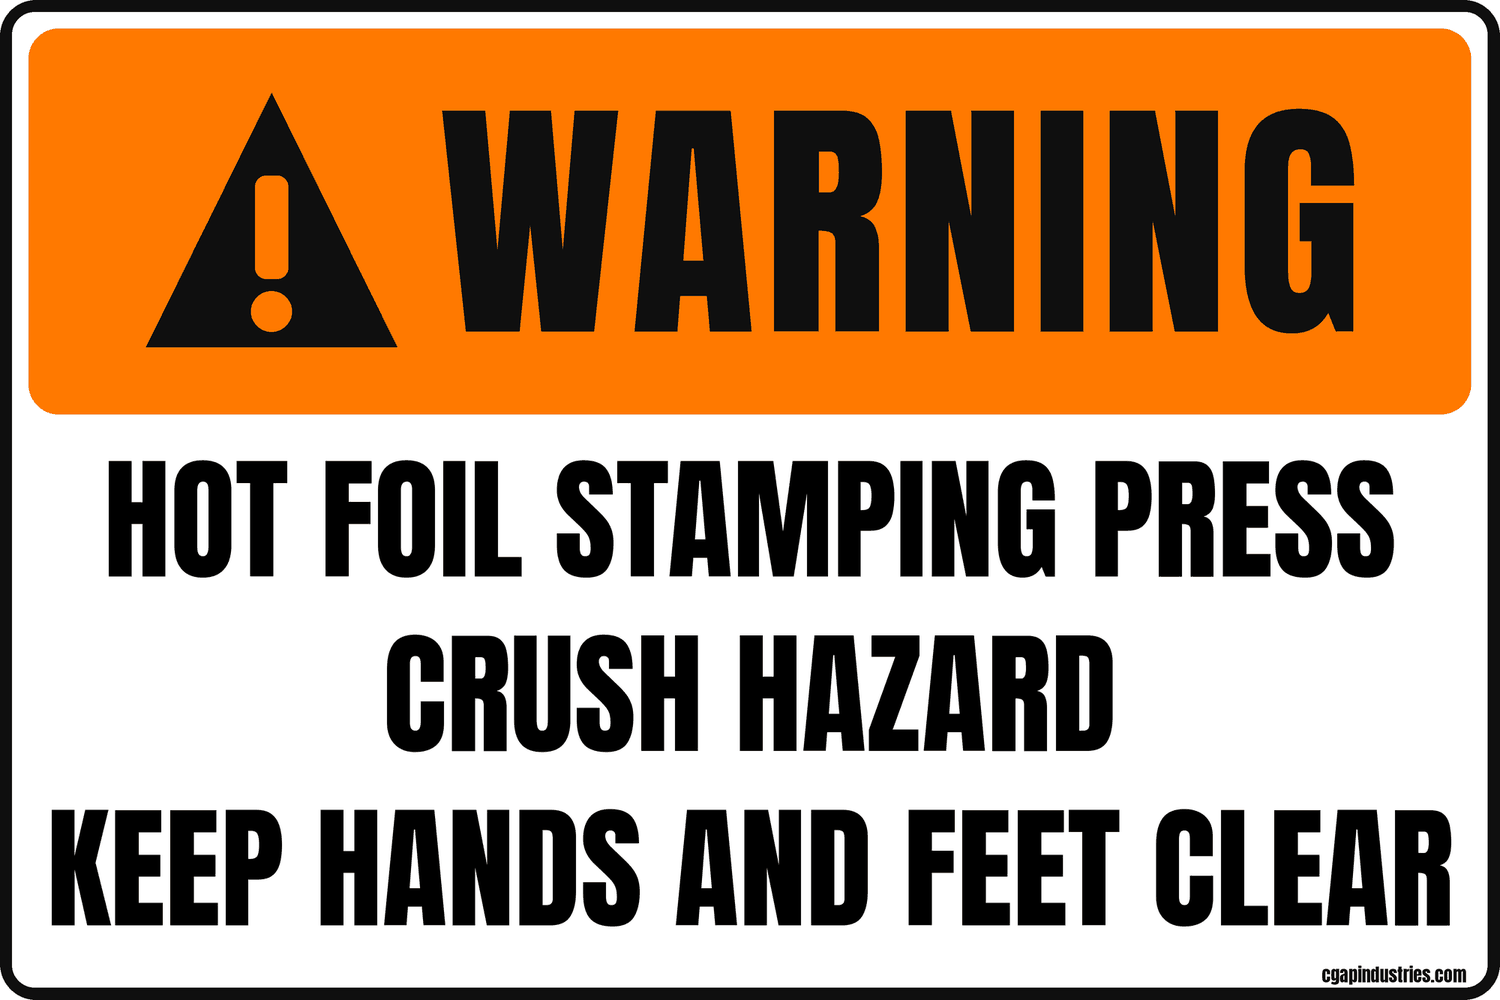 WARNING
HOT FOIL STAMPING PRESS
CRUSH HAZARD
KEEP HANDS AND FEET CLEAR
cgapindustries.com